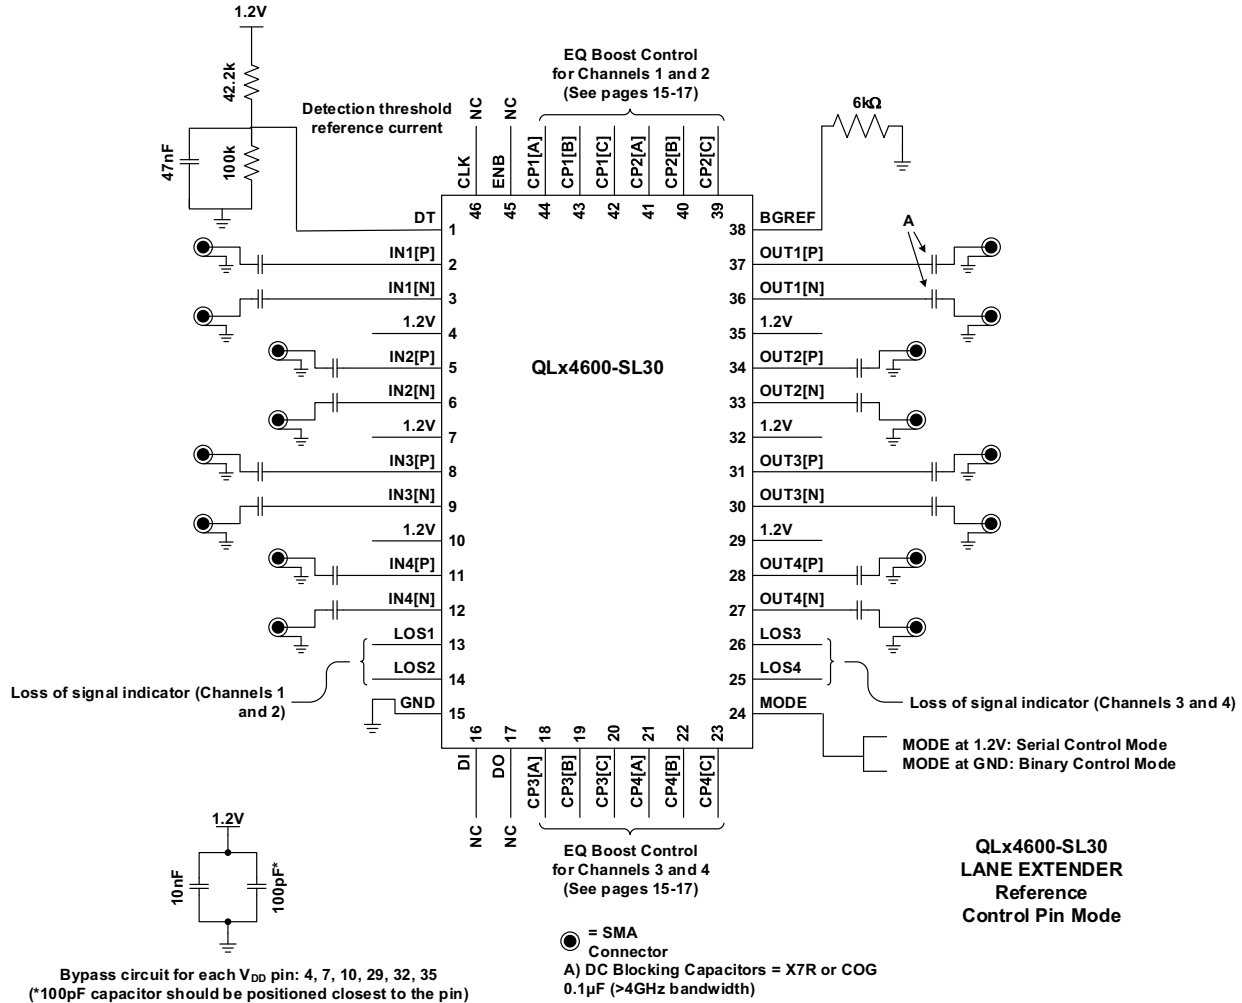 1.2V
42.2k
47nF
100k
Detection threshold
reference current
EQ Boost Control
for Channels 1 and 2
(See pages 15-17)
6kΩ
NC
NC
CLK
ENB
CP1[A]
CP1[B]
CP1[C]
CP2[A]
CP2[B]
CP2[C]
46
45
44
43
42
41
40
39
DT
1
IN1[P]
2
IN1[N]
3
1.2V
4
IN2[P]
5
IN2[N]
6
1.2V
7
IN3[P]
8
IN3[N]
9
1.2V
10
IN4[P]
11
IN4[N]
12
LOS1
13
LOS2
14
GND
15
Loss of signal indicator (Channels 1
and 2)
QLx4600-SL30
BGREF
38
A
OUT1[P]
37
OUT1[N]
36
1.2V
35
OUT2[P]
34
OUT2[N]
33
1.2V
32
OUT3[P]
31
OUT3[N]
30
1.2V
29
OUT4[P]
28
OUT4[N]
27
LOS3
26
LOS4
25
MODE
24
Loss of signal indicator (Channels 3 and 4)
MODE at 1.2V: Serial Control Mode
MODE at GND: Binary Control Mode
16
17
18
19
20
21
22
23
DI
DO
CP3[A]
CP3[B]
CP3[C]
CP4[A]
CP4[B]
CP4[C]
NC
NC
EQ Boost Control
for Channels 3 and 4
(See pages 15-17)
1.2V
10nF
100pF*
Bypass circuit for each VDD pin: 4, 7, 10, 29, 32, 35
(*100pF capacitor should be positioned closest to the pin)
= SMA
Connector
A) DC Blocking Capacitors = X7R or COG
0.1μF (>4GHz bandwidth)
QLx4600-SL30
LANE EXTENDER
Reference
Control Pin Mode